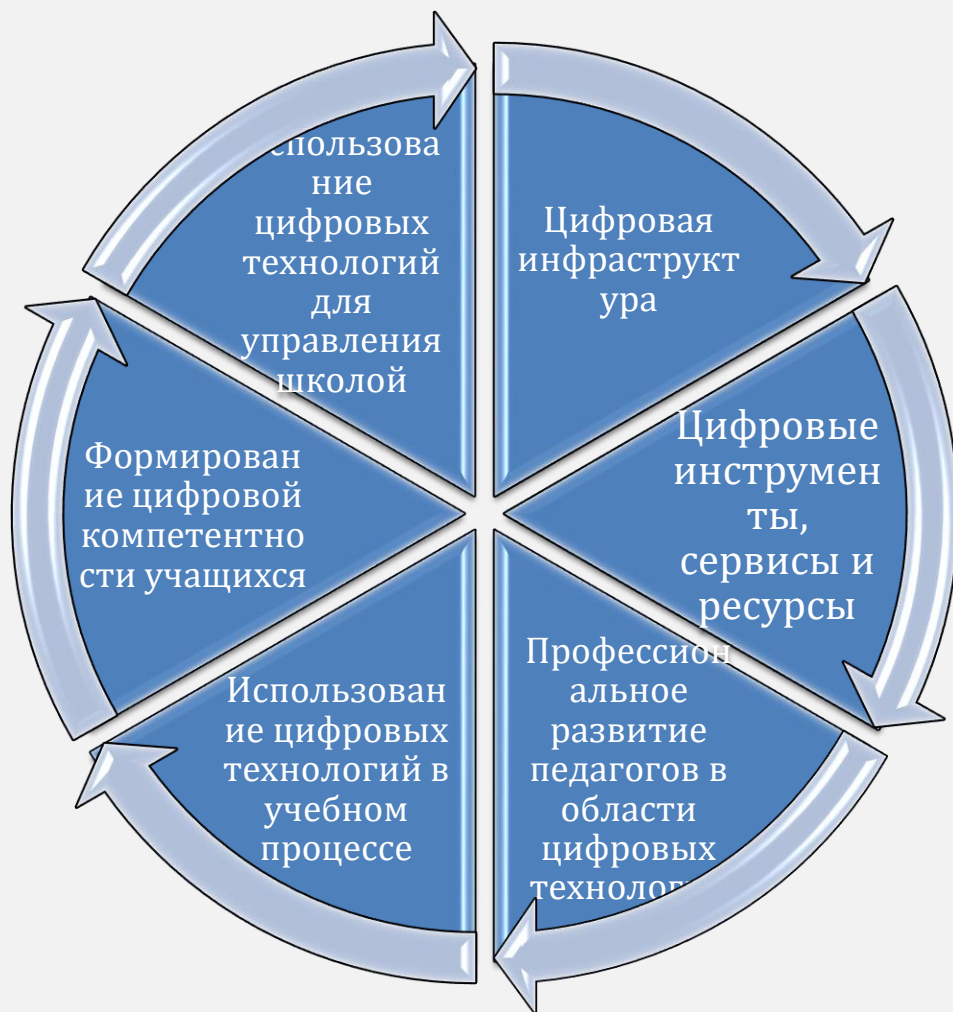 Цифровая
инфраструкт
ура
Цифровые
инструмен
ты,
сервисы и
ресурсы
Профессион
альное
развитие
педагогов в
области
цифровых
технолог
Использован
ие цифровых
технологий в
учебном
процессе
Формирован
ие цифровой
компетентно
сти учащихся
спользова
ние
цифровых
технологий
для
управления
школой